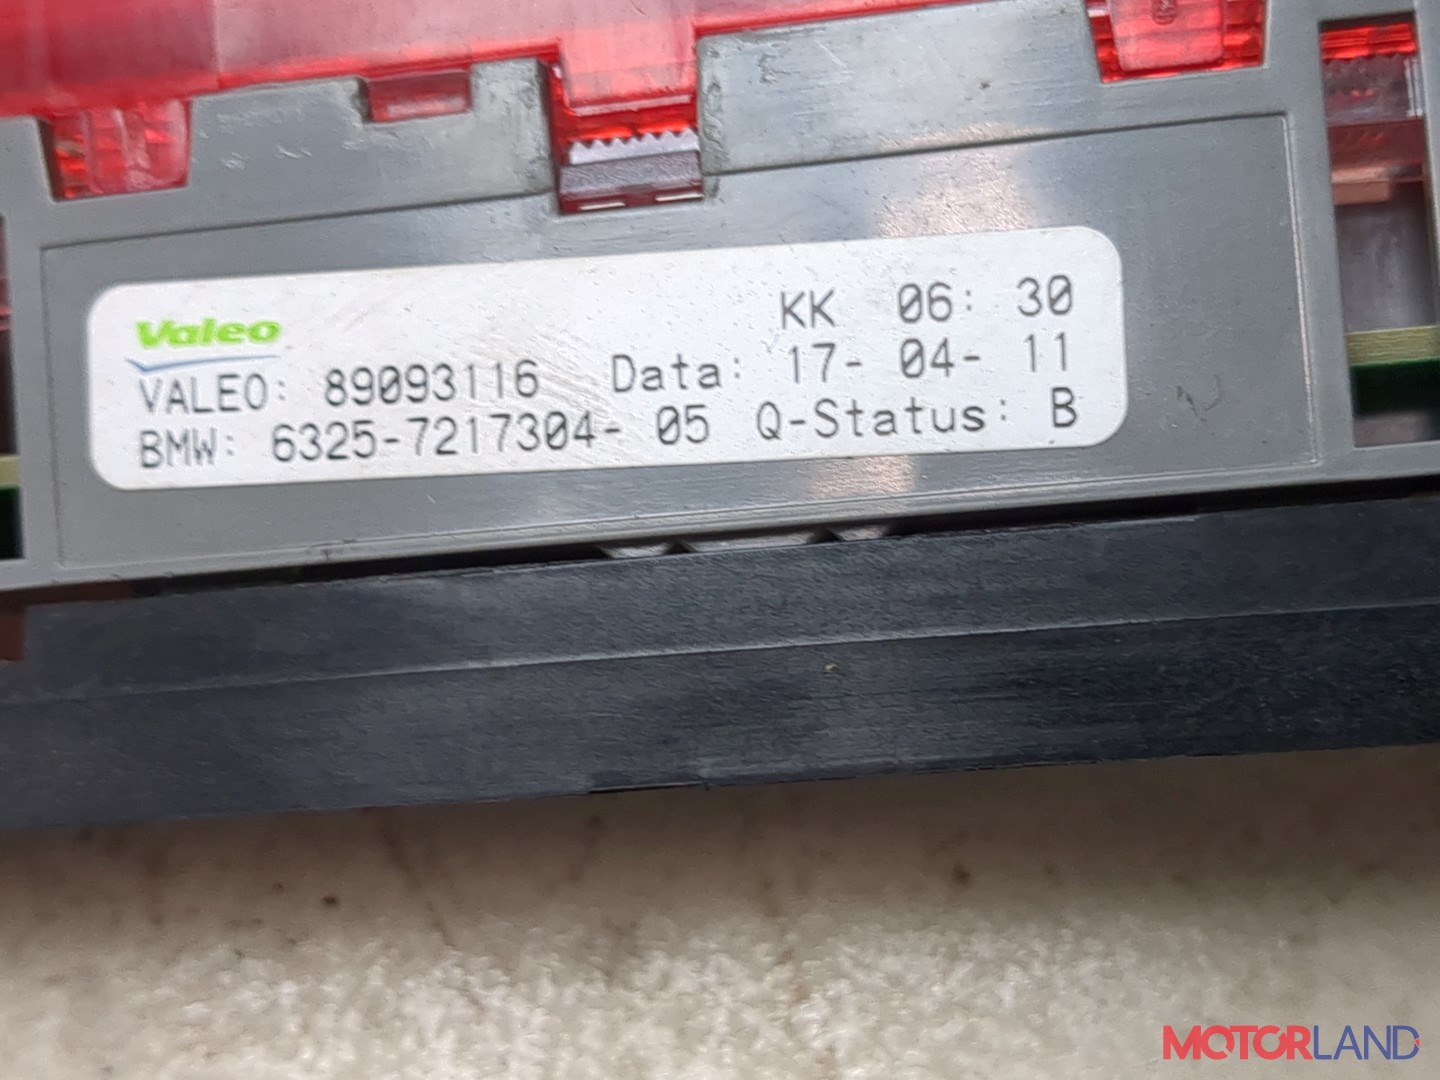 Valeo
KK 06: 30
VALEO: 89093116 Data: 17- 04- 11
BMW: 6325-7217304- 05 Q-Status: B
MOTORLAND